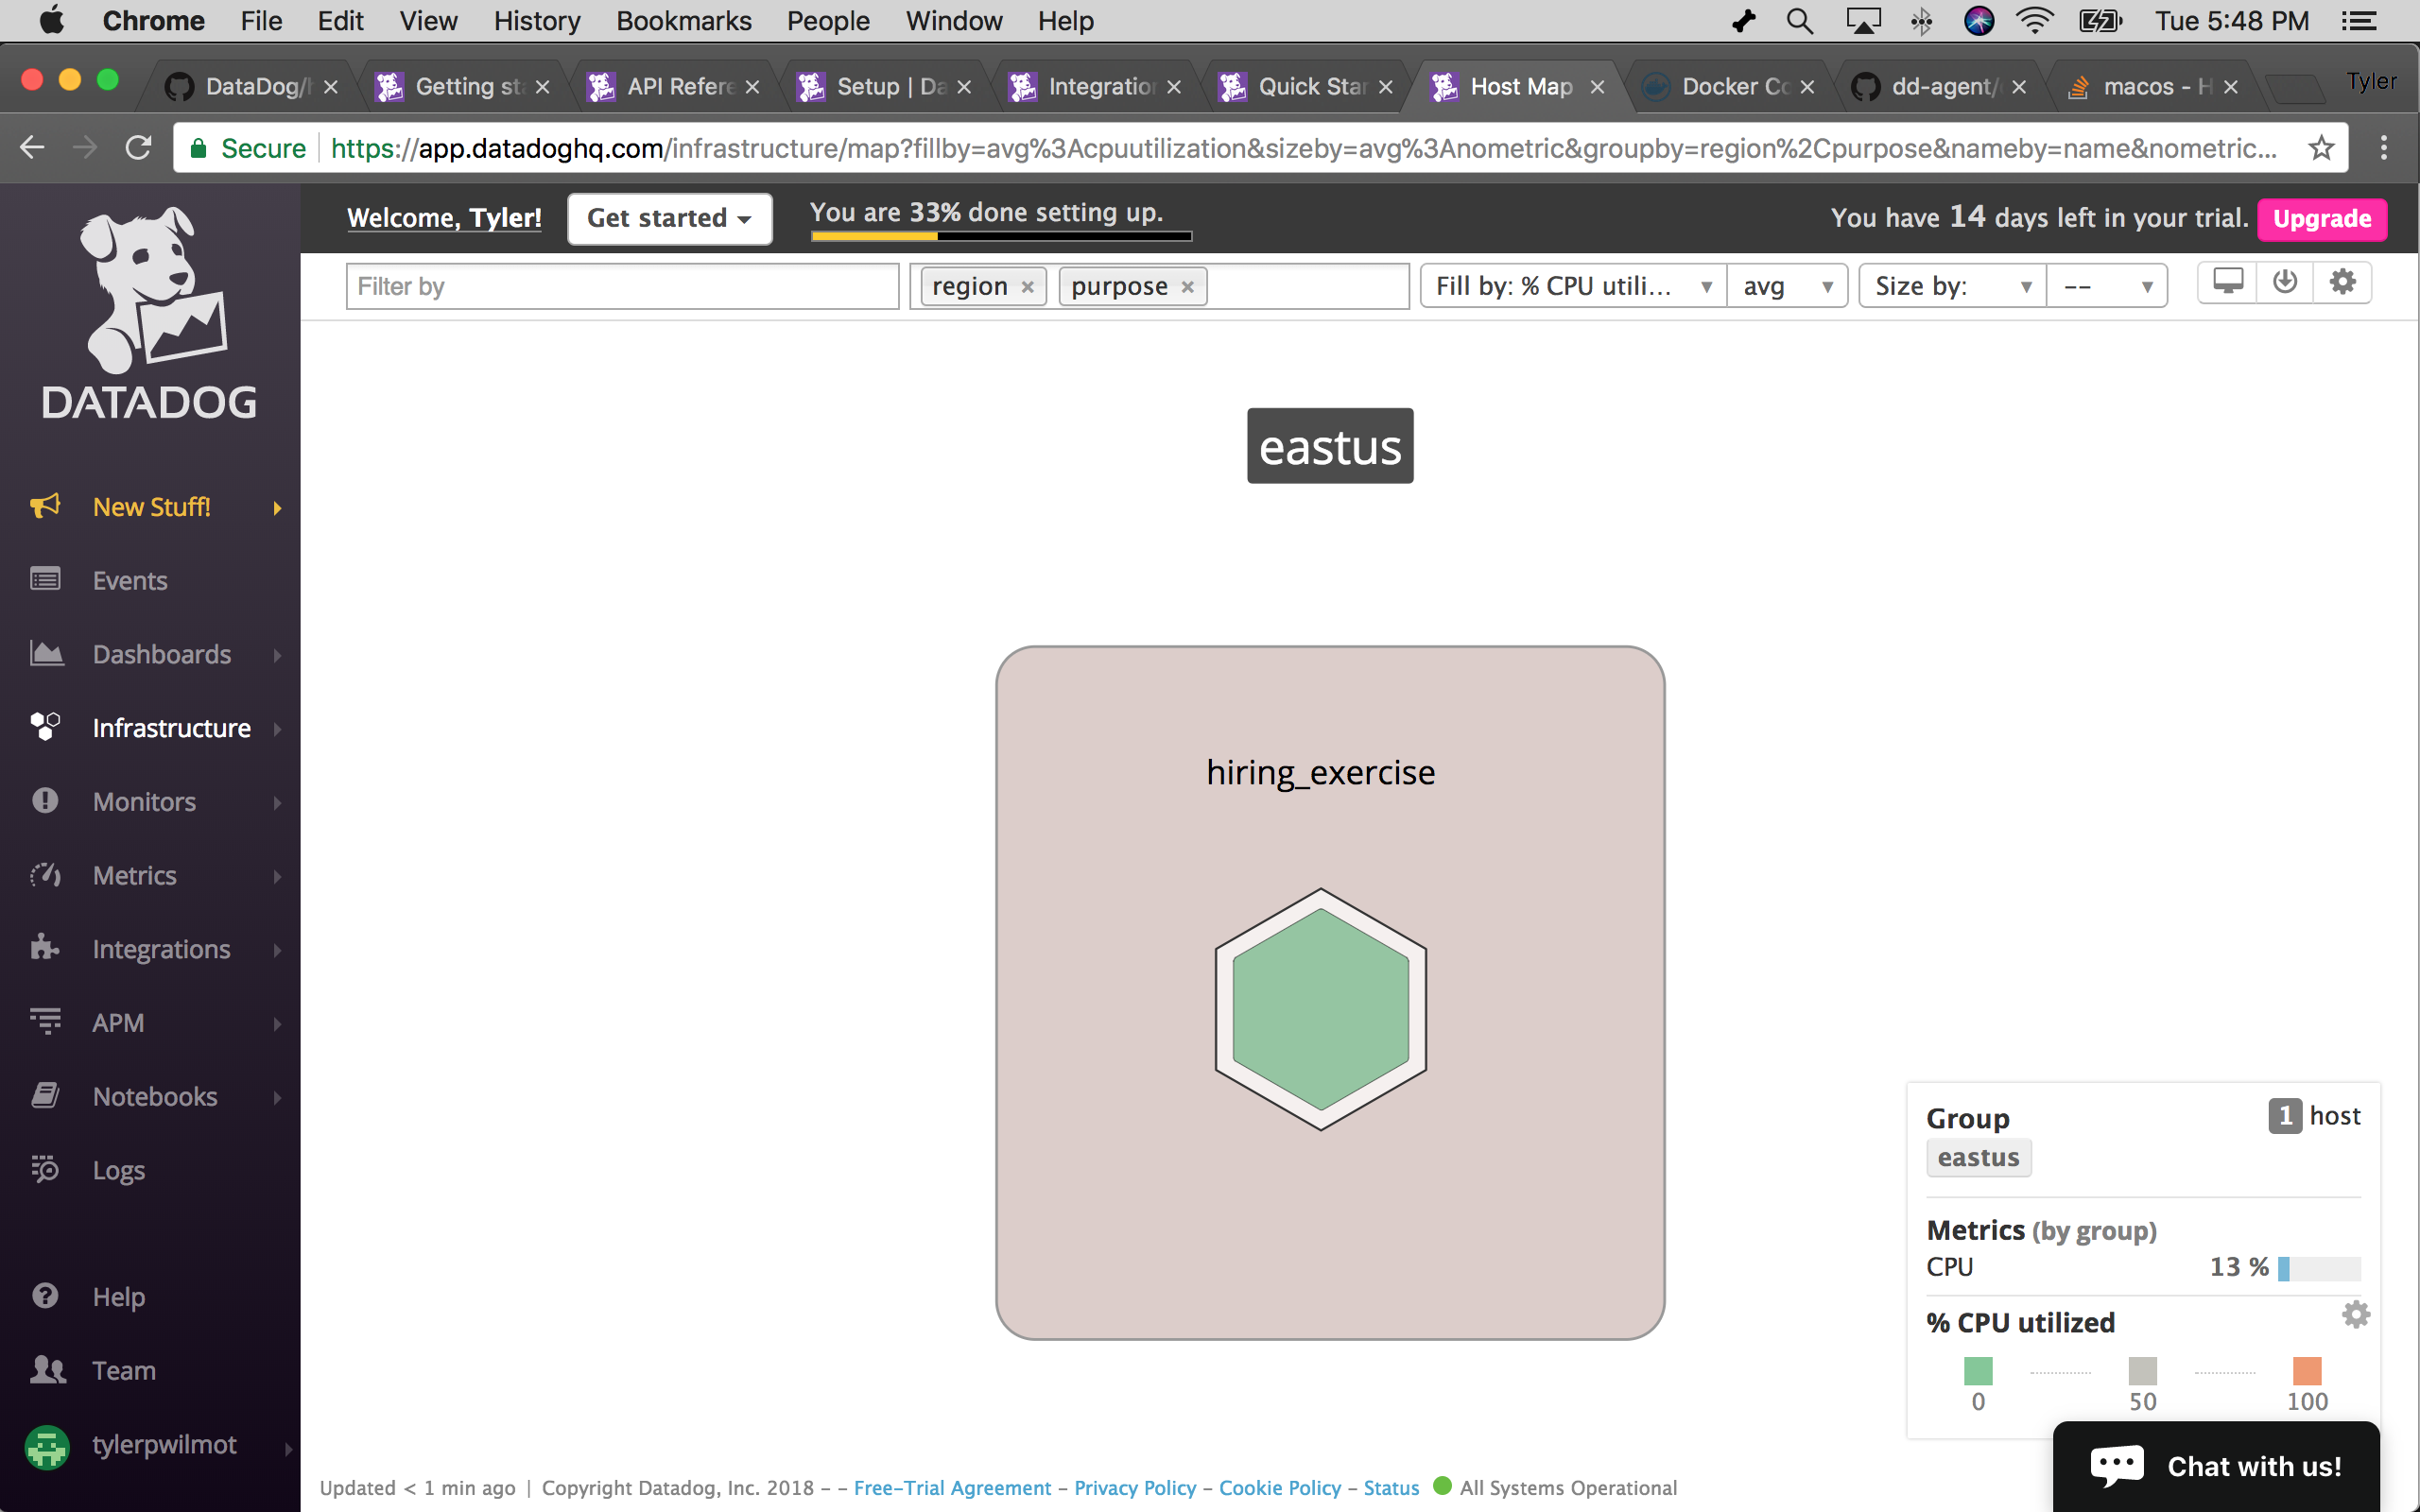 Chrome File Edit View History Bookmarks People Window Help Tue 5:48 PM
DataDog/h Getting sta API Refere Setup | Da Integration Quick Star Host Map Docker Co dd-agent/ macos - H Tyler
Secure https://app.datadoghq.com/infrastructure/map?fillby=avg%3Acpuutilization&sizeby=avg%3Anometric&groupby=region%2Cpurpose&nameby=name&nometric...
Welcome, Tyler! Get started You are 33% done setting up. You have 14 days left in your trial. Upgrade
Filter by region × purpose × Fill by: % CPU utili... avg Size by: --
DATADOG
New Stuff!
Events
Dashboards
Infrastructure
Monitors
Metrics
Integrations
APM
Notebooks
Logs
Help
Team
tylerpwilmot
eastus
hiring_exercise
Group 1 host
eastus
Metrics (by group)
CPU 13 %
% CPU utilized
0 50 100
Chat with us!
Updated < 1 min ago | Copyright Datadog, Inc. 2018 - - Free-Trial Agreement - Privacy Policy - Cookie Policy - Status All Systems Operational